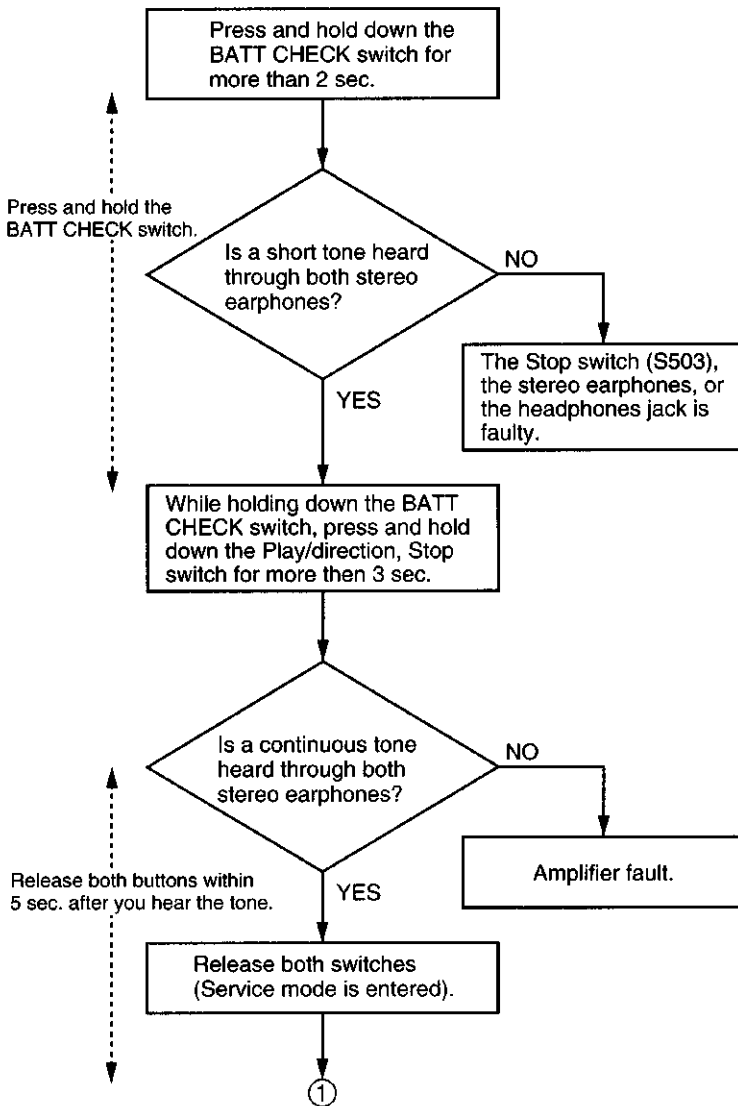 Press and hold down the
BATT CHECK switch for
more than 2 sec.
Press and hold the
BATT CHECK switch.
Is a short tone heard
through both stereo
earphones?
NO
The Stop switch (S503),
the stereo earphones, or
the headphones jack is
faulty.
YES
While holding down the BATT
CHECK switch, press and hold
down the Play/direction, Stop
switch for more then 3 sec.
Is a continuous tone
heard through both
stereo earphones?
NO
Amplifier fault.
Release both buttons within
5 sec. after you hear the tone.
YES
Release both switches
(Service mode is entered).
1